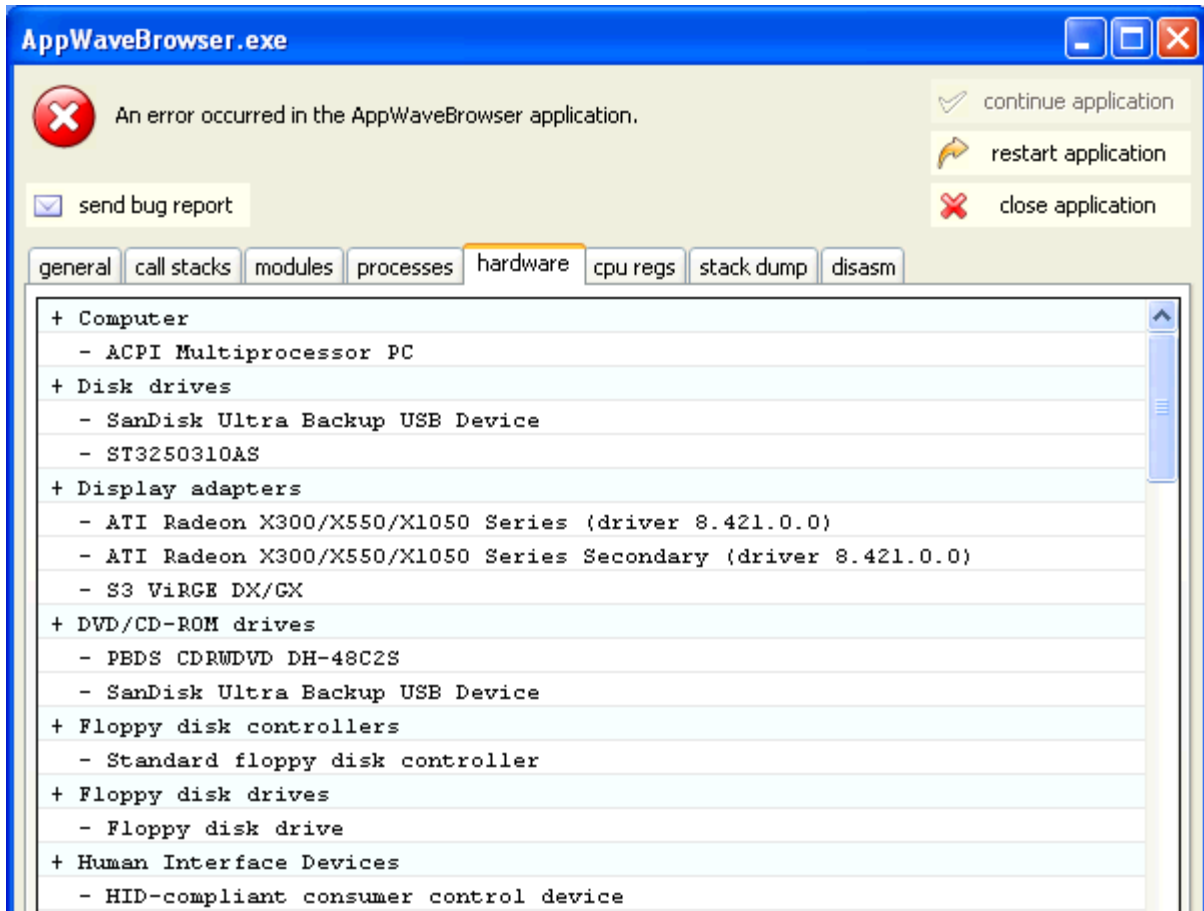 AppWaveBrowser.exe
An error occurred in the AppWaveBrowser application.
continue application
restart application
send bug report
close application
general call stacks modules processes hardware cpu regs stack dump disasm
+ Computer
- ACPI Multiprocessor PC
+ Disk drives
- SanDisk Ultra Backup USB Device
- ST3250310AS
+ Display adapters
- ATI Radeon X300/X550/X1050 Series (driver 8.421.0.0)
- ATI Radeon X300/X550/X1050 Series Secondary (driver 8.421.0.0)
- S3 ViRGE DX/GX
+ DVD/CD-ROM drives
- PBDS CDRWDVD DH-48C2S
- SanDisk Ultra Backup USB Device
+ Floppy disk controllers
- Standard floppy disk controller
+ Floppy disk drives
- Floppy disk drive
+ Human Interface Devices
- HID-compliant consumer control device